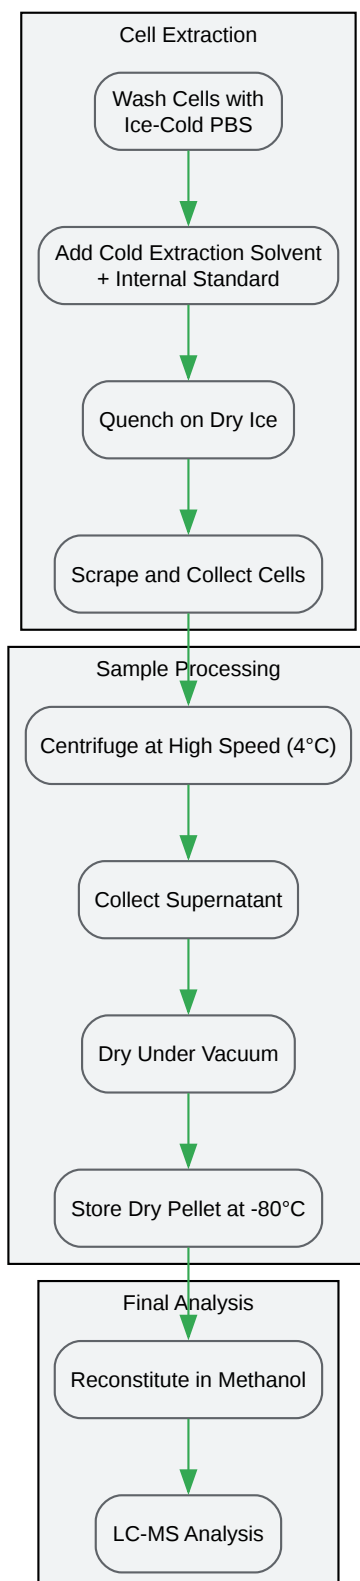 Cell Extraction
Wash Cells with
Ice-Cold PBS
Add Cold Extraction Solvent
+ Internal Standard
Quench on Dry Ice
Scrape and Collect Cells
Sample Processing
Centrifuge at High Speed (4°C)
Collect Supernatant
Dry Under Vacuum
Store Dry Pellet at -80°C
Final Analysis
Reconstitute in Methanol
LC-MS Analysis